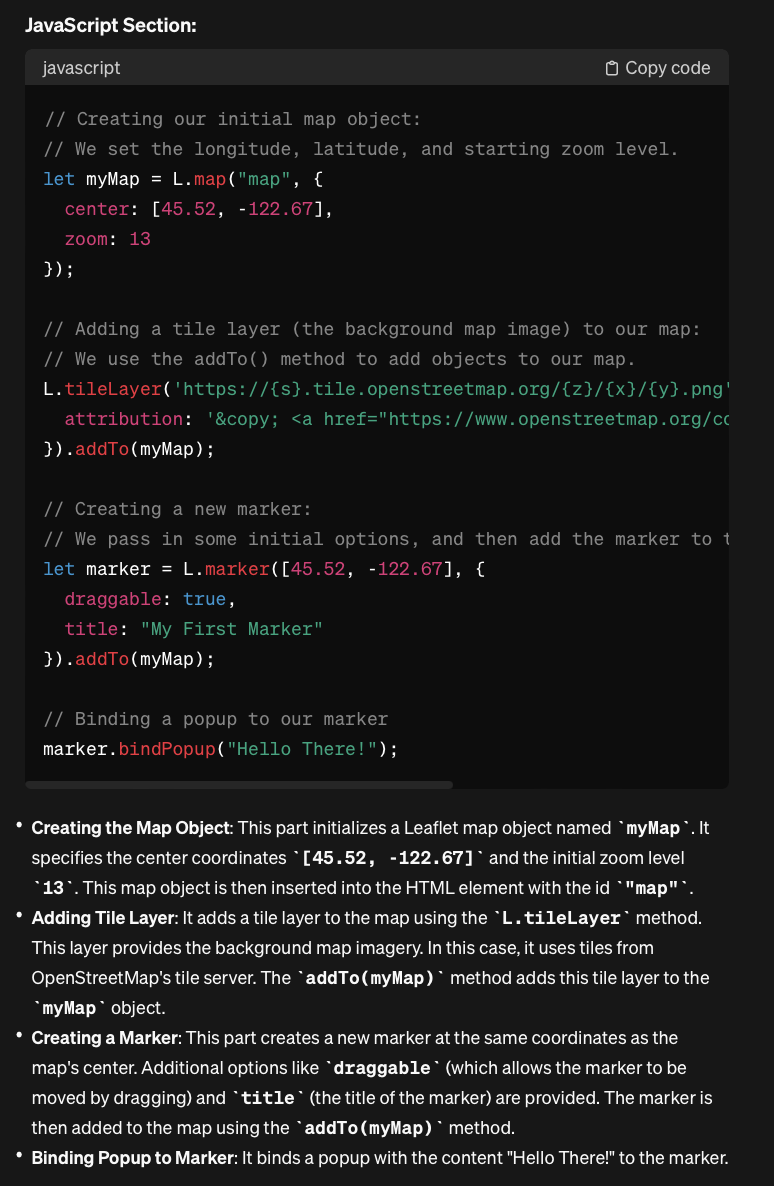 JavaScript Section:
javascript
Copy code
// Creating our initial map object:
// We set the longitude, latitude, and starting zoom level.
let myMap = L.map("map", {
  center: [45.52, -122.67],
  zoom: 13
});
// Adding a tile layer (the background map image) to our map:
// We use the addTo() method to add objects to our map.
L.tileLayer('https://{s}.tile.openstreetmap.org/{z}/{x}/{y}.png'
  attribution: '&copy; <a href="https://www.openstreetmap.org/co
}).addTo(myMap);
// Creating a new marker:
// We pass in some initial options, and then add the marker to t
let marker = L.marker([45.52, -122.67], {
  draggable: true,
  title: "My First Marker"
}).addTo(myMap);
// Binding a popup to our marker
marker.bindPopup("Hello There!");
• Creating the Map Object: This part initializes a Leaflet map object named `myMap`. It
specifies the center coordinates `[45.52, -122.67]` and the initial zoom level
`13`. This map object is then inserted into the HTML element with the id `"map"`.
• Adding Tile Layer: It adds a tile layer to the map using the `L.tileLayer` method.
This layer provides the background map imagery. In this case, it uses tiles from
OpenStreetMap's tile server. The `addTo(myMap)` method adds this tile layer to the
`myMap` object.
• Creating a Marker: This part creates a new marker at the same coordinates as the
map's center. Additional options like `draggable` (which allows the marker to be
moved by dragging) and `title` (the title of the marker) are provided. The marker is
then added to the map using the `addTo(myMap)` method.
• Binding Popup to Marker: It binds a popup with the content "Hello There!" to the marker.